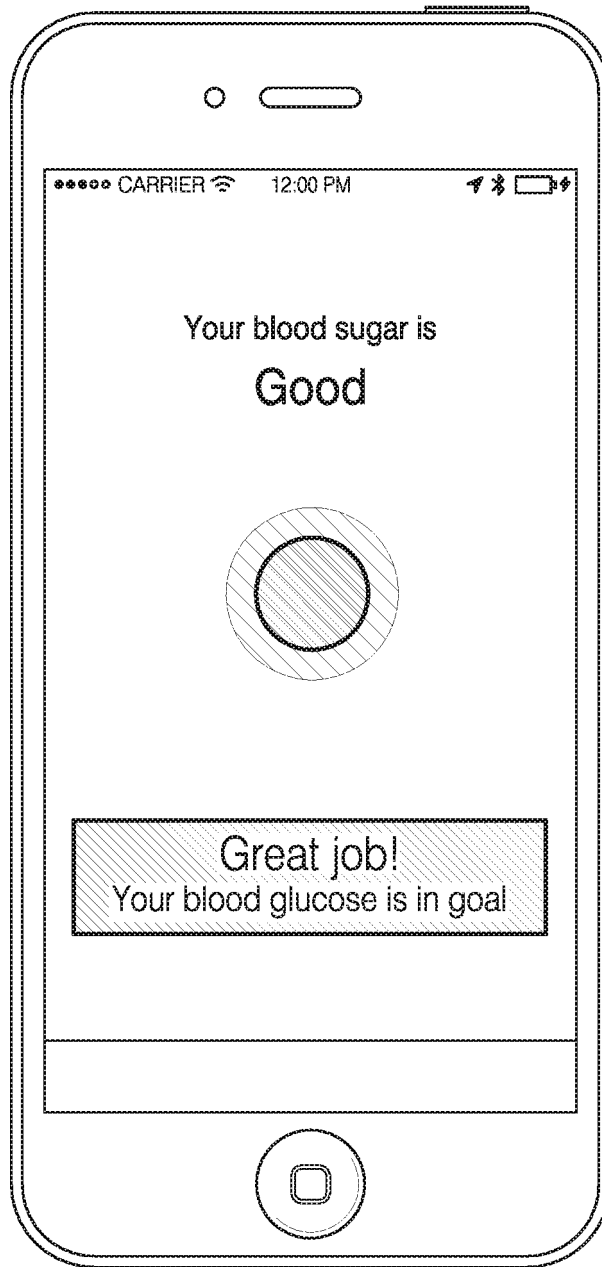 CARRIER 12:00 PM
Your blood sugar is
Good
Great job!
Your blood glucose is in goal